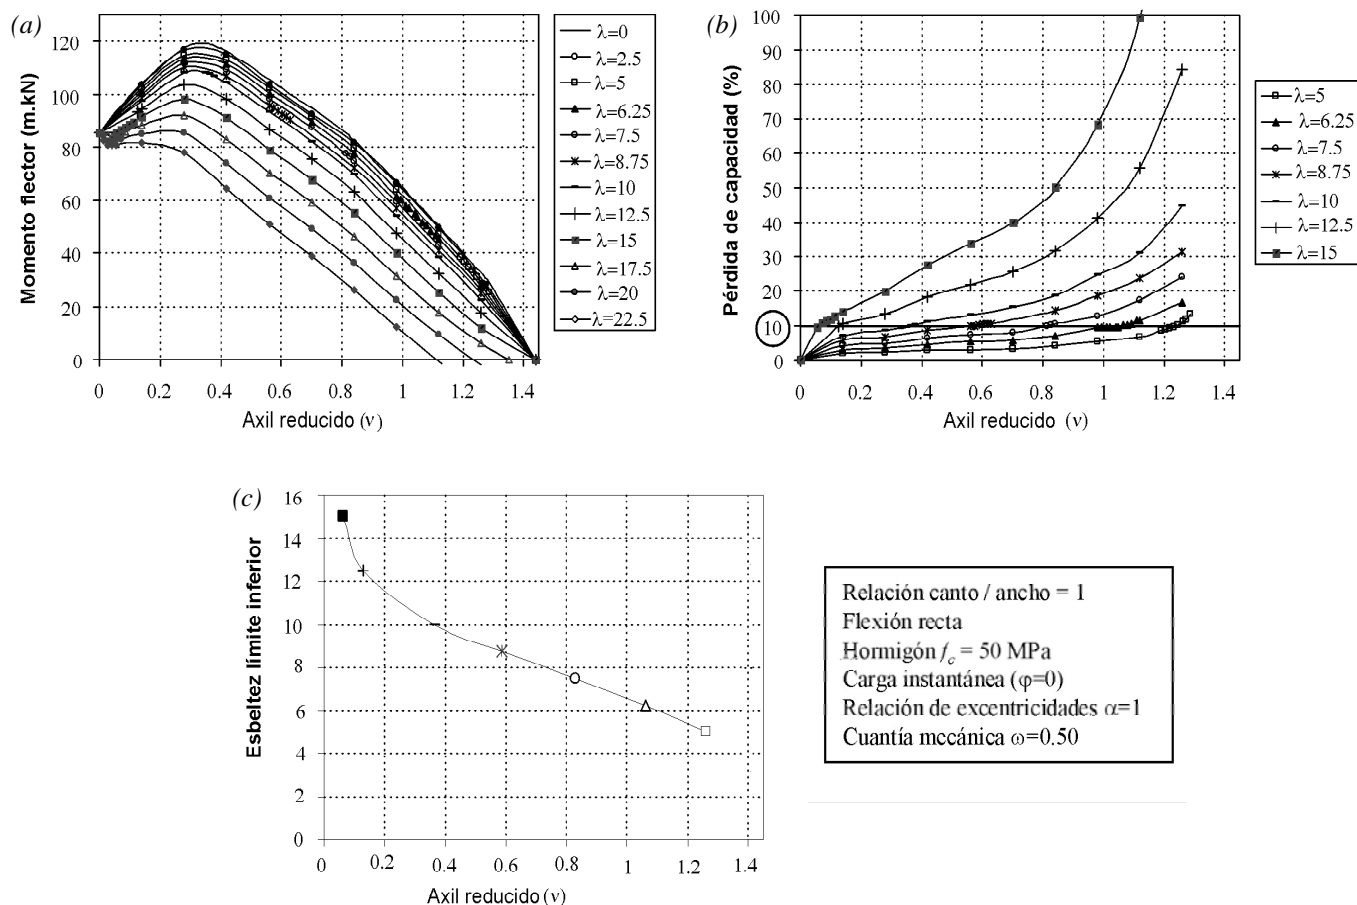 (a)
Momento flector (m.kN)
120
100
80
60
40
20
0
0
0.2
0.4
0.6
0.8
1
1.2
1.4
Axil reducido (ν)
λ=0
λ=2.5
λ=5
λ=6.25
λ=7.5
λ=8.75
λ=10
λ=12.5
λ=15
λ=17.5
λ=20
λ=22.5
(b)
Pérdida de capacidad (%)
100
90
80
70
60
50
40
30
20
10
0
0
0.2
0.4
0.6
0.8
1
1.2
1.4
Axil reducido (ν)
λ=5
λ=6.25
λ=7.5
λ=8.75
λ=10
λ=12.5
λ=15
(c)
Esbeltez límite inferior
16
14
12
10
8
6
4
2
0
0
0.2
0.4
0.6
0.8
1
1.2
1.4
Axil reducido (ν)
Relación canto / ancho = 1
Flexión recta
Hormigón fc = 50 MPa
Carga instantánea (φ=0)
Relación de excentricidades α=1
Cuantía mecánica ω=0.50